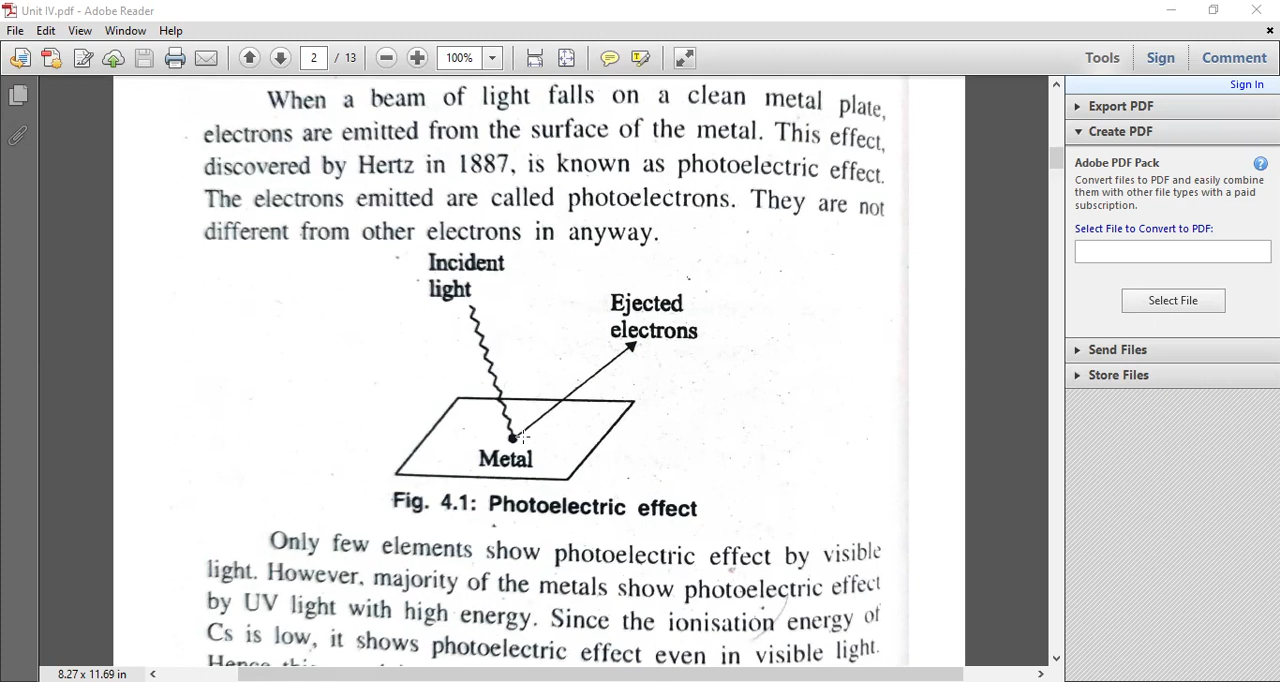 Unit IV.pdf - Adobe Reader
File Edit View Window Help
2 / 13 100% Tools Sign Comment
Sign In
Export PDF
Create PDF
Adobe PDF Pack
Convert files to PDF and easily combine
them with other file types with a paid
subscription.
Select File to Convert to PDF:
Select File
Send Files
Store Files
When a beam of light falls on a clean metal plate,
electrons are emitted from the surface of the metal. This effect,
discovered by Hertz in 1887, is known as photoelectric effect.
The electrons emitted are called photoelectrons. They are not
different from other electrons in anyway.
Incident
light
Ejected
electrons
Metal
Fig. 4.1: Photoelectric effect
Only few elements show photoelectric effect by visible
light. However, majority of the metals show photoelectric effect
by UV light with high energy. Since the ionisation energy of
Cs is low, it shows photoelectric effect even in visible light.
8.27 x 11.69 in